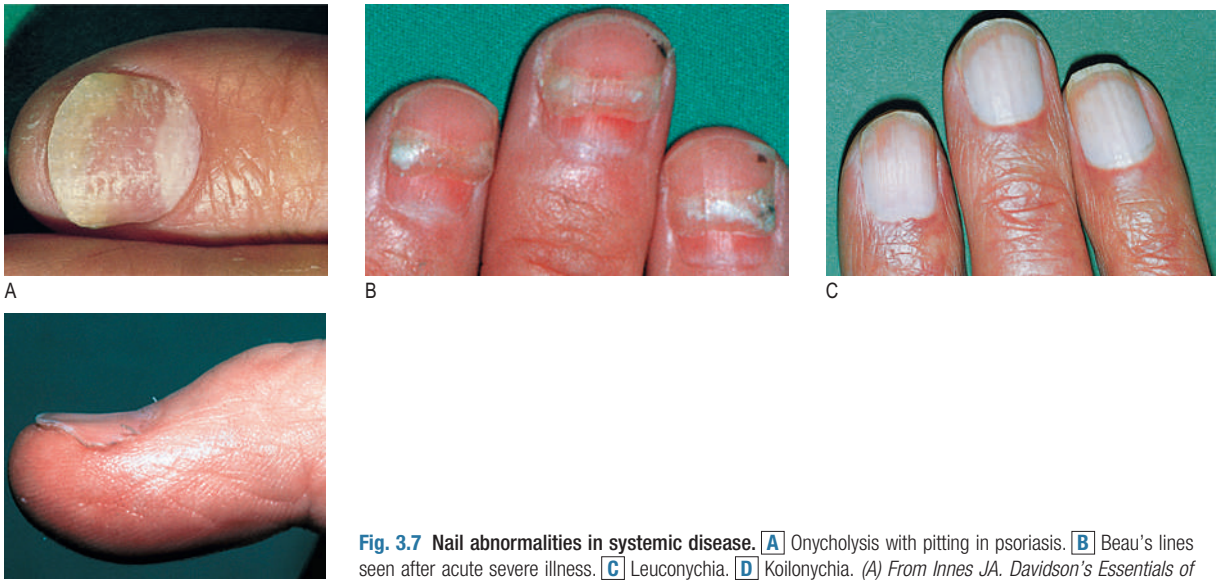 A
B
C
Fig. 3.7 Nail abnormalities in systemic disease. A Onycholysis with pitting in psoriasis. B Beau's lines
seen after acute severe illness. C Leuconychia. D Koilonychia. (A) From Innes JA. Davidson's Essentials of